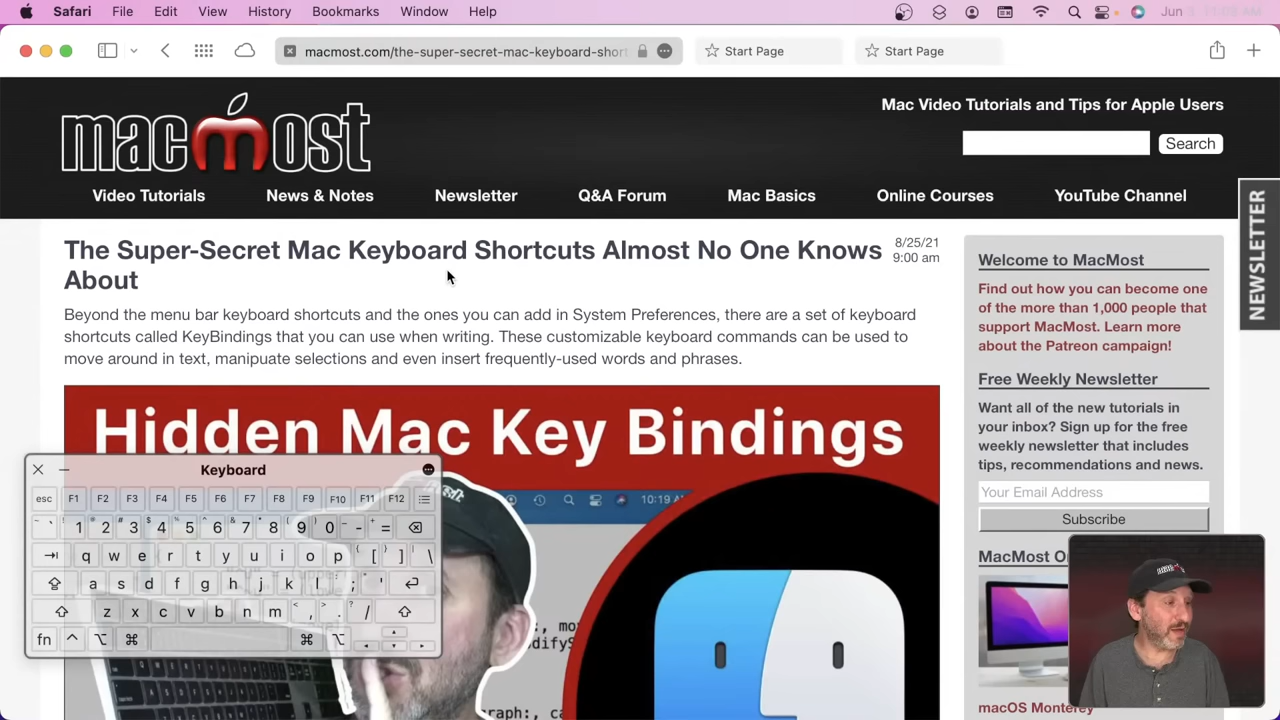 Safari File Edit View History Bookmarks Window Help Jun
macmost.com/the-super-secret-mac-keyboard-shor
Start Page
Start Page
macmost
Mac Video Tutorials and Tips for Apple Users
Search
Video Tutorials News & Notes Newsletter Q&A Forum Mac Basics Online Courses YouTube Channel
NEWSLETTER
The Super-Secret Mac Keyboard Shortcuts Almost No One Knows
About
8/25/21
9:00 am
Beyond the menu bar keyboard shortcuts and the ones you can add in System Preferences, there are a set of keyboard
shortcuts called KeyBindings that you can use when writing. These customizable keyboard commands can be used to
move around in text, manipuate selections and even insert frequently-used words and phrases.
Hidden Mac Key Bindings
10:19 A
Keyboard
esc F1 F2 F3 F4 F5 F6 F7 F8 F9 F10 F11 F12
~ ` ! 1 @ 2 # 3 $ 4 % 5 ^ 6 & 7 * 8 ( 9 ) 0 _ - + =
q w e r t y u i o p { [ } ] | \
a s d f g h j k l : ; " '
z x c v b n m < , > . ? /
fn
Welcome to MacMost
Find out how you can become one
of the more than 1,000 people that
support MacMost. Learn more
about the Patreon campaign!
Free Weekly Newsletter
Want all of the new tutorials in
your inbox? Sign up for the free
weekly newsletter that includes
tips, recommendations and news.
Your Email Address
Subscribe
MacMost
macOS Monterey